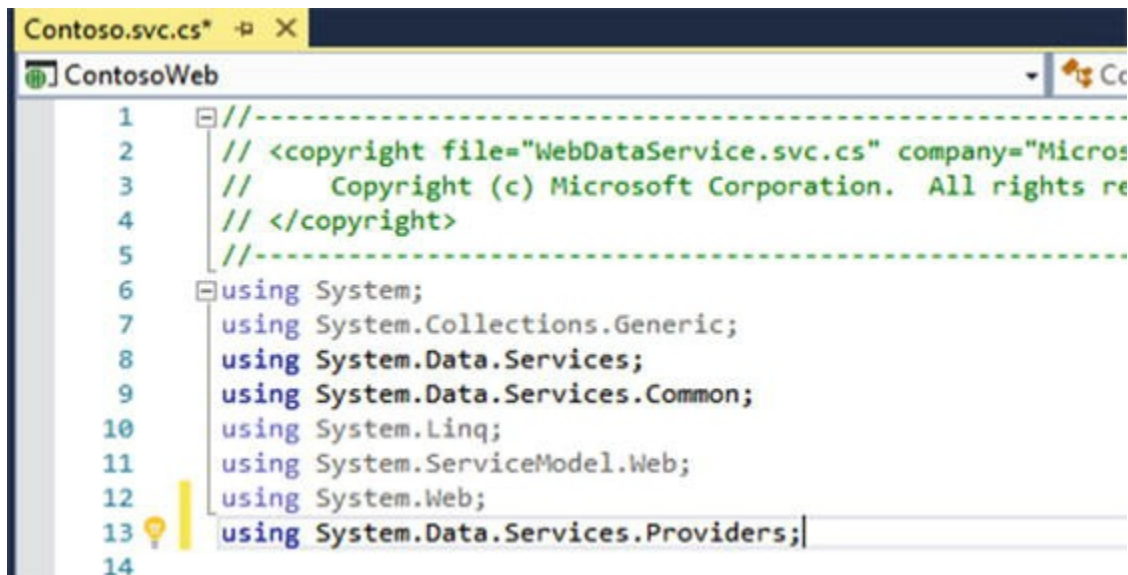 Contoso.svc.cs*
ContosoWeb
1 //--------------------------------------------------------
2 // <copyright file="WebDataService.svc.cs" company="Micros
3 //     Copyright (c) Microsoft Corporation.  All rights re
4 // </copyright>
5 //--------------------------------------------------------
6 using System;
7 using System.Collections.Generic;
8 using System.Data.Services;
9 using System.Data.Services.Common;
10 using System.Linq;
11 using System.ServiceModel.Web;
12 using System.Web;
13 using System.Data.Services.Providers;
14